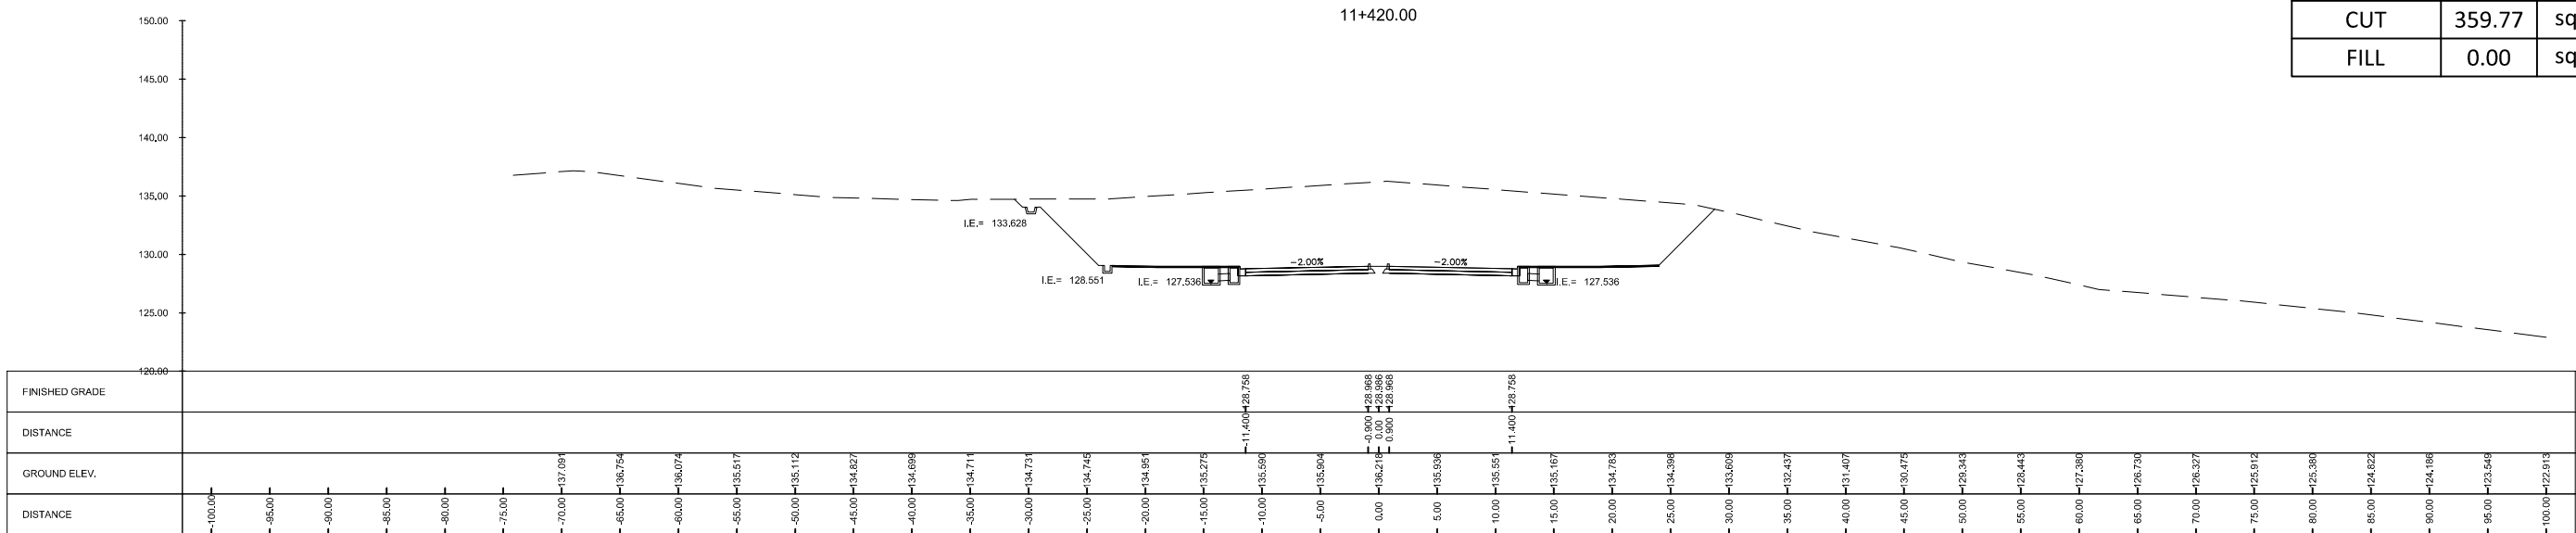 11+420.00
CUT 359.77 sq
FILL 0.00 sq
150.00
145.00
140.00
135.00
130.00
125.00
120.00
I.E.= 133.628
I.E.= 128.551
I.E.= 127.536
-2.00%
-2.00%
I.E.= 127.536
FINISHED GRADE 128.758 128.968 128.986 128.968 128.758
DISTANCE -11.400 -0.900 0.00 0.900 11.400
GROUND ELEV. 137.091 136.754 136.074 135.517 135.112 134.827 134.699 134.711 134.731 134.745 134.951 135.275 135.590 135.904 136.218 135.936 135.551 135.167 134.783 134.398 133.609 132.437 131.407 130.475 129.343 128.443 127.380 126.730 126.327 125.912 125.380 124.822 124.186 123.549 122.913
DISTANCE -100.00 -95.00 -90.00 -85.00 -80.00 -75.00 -70.00 -65.00 -60.00 -55.00 -50.00 -45.00 -40.00 -35.00 -30.00 -25.00 -20.00 -15.00 -10.00 -5.00 0.00 5.00 10.00 15.00 20.00 25.00 30.00 35.00 40.00 45.00 50.00 55.00 60.00 65.00 70.00 75.00 80.00 85.00 90.00 95.00 100.00